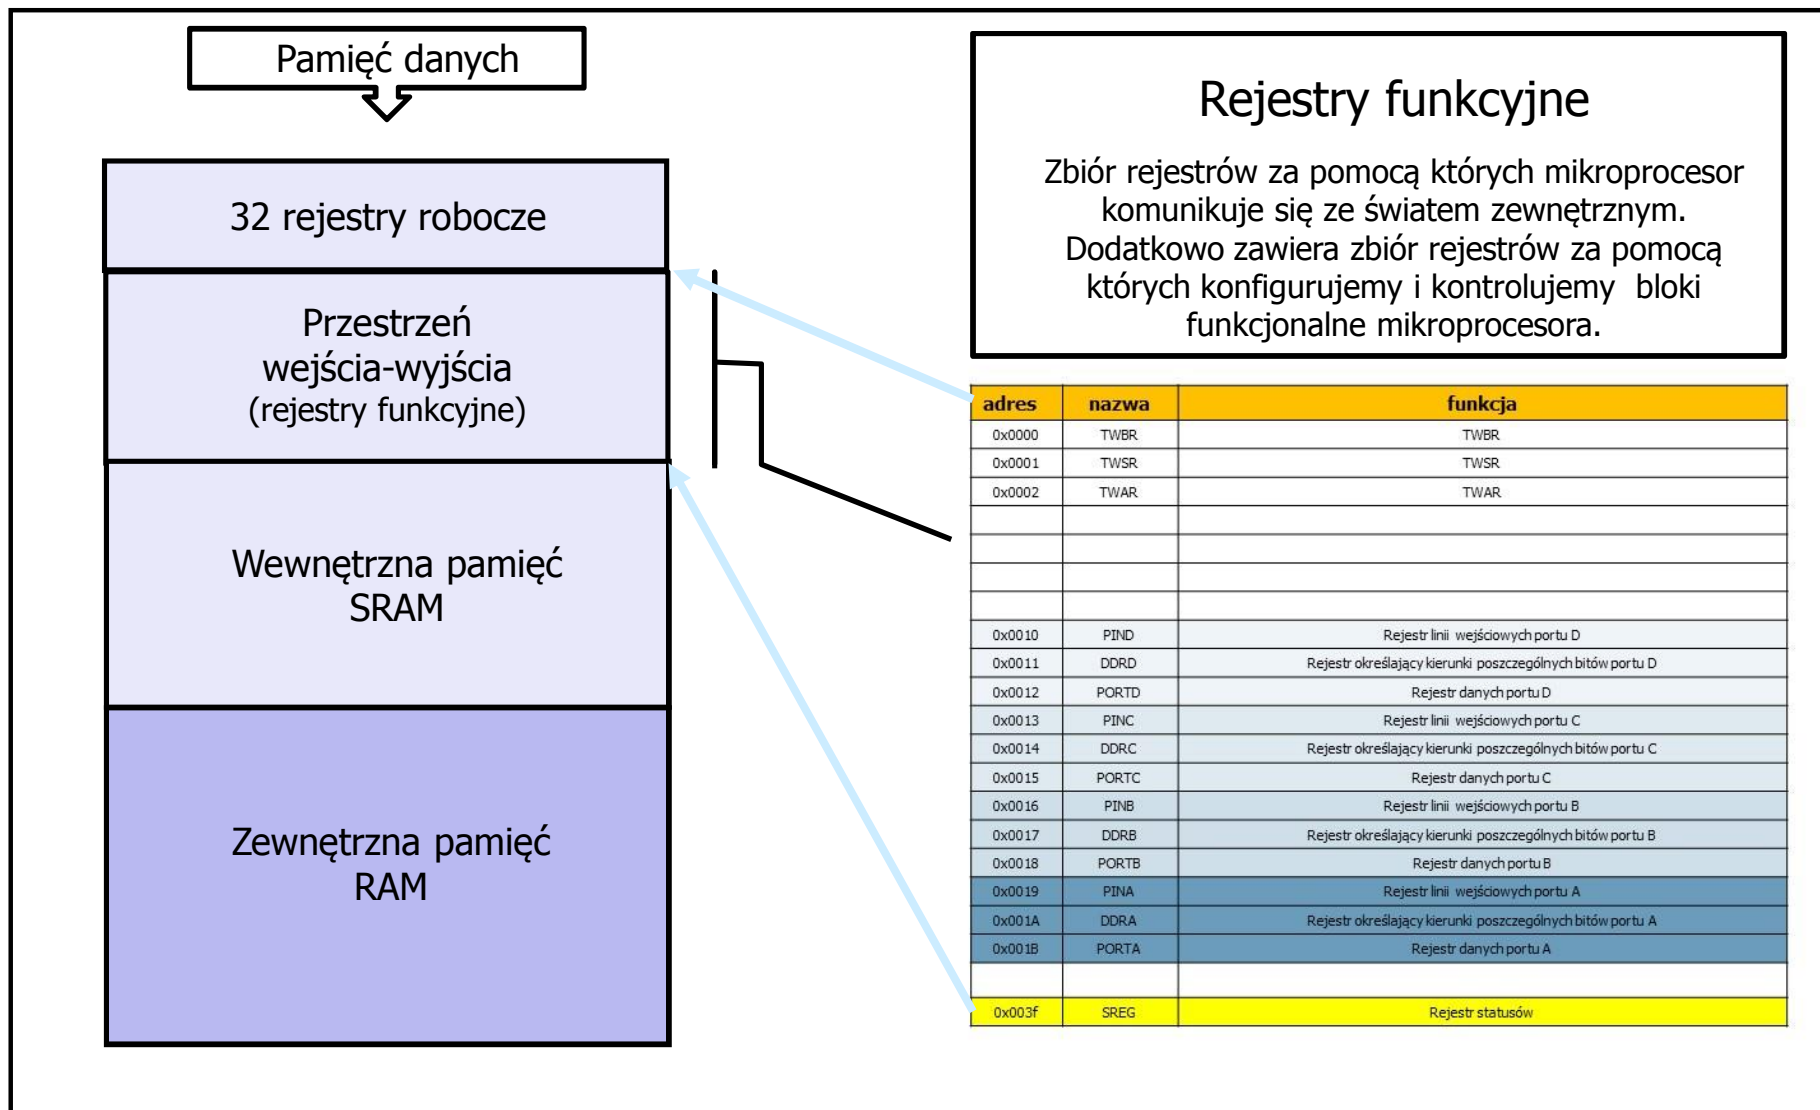 Pamięć danych
32 rejestry robocze
Przestrzeń
wejścia-wyjścia
(rejestry funkcyjne)
Wewnętrzna pamięć
SRAM
Zewnętrzna pamięć
RAM
Rejestry funkcyjne
Zbiór rejestrów za pomocą których mikroprocesor
komunikuje się ze światem zewnętrznym.
Dodatkowo zawiera zbiór rejestrów za pomocą
których konfigurujemy i kontrolujemy bloki
funkcjonalne mikroprocesora.
adres nazwa funkcja
0x0000 TWBR TWBR
0x0001 TWSR TWSR
0x0002 TWAR TWAR
0x0010 PIND Rejestr linii wejściowych portu D
0x0011 DDRD Rejestr określający kierunki poszczególnych bitów portu D
0x0012 PORTD Rejestr danych portu D
0x0013 PINC Rejestr linii wejściowych portu C
0x0014 DDRC Rejestr określający kierunki poszczególnych bitów portu C
0x0015 PORTC Rejestr danych portu C
0x0016 PINB Rejestr linii wejściowych portu B
0x0017 DDRB Rejestr określający kierunki poszczególnych bitów portu B
0x0018 PORTB Rejestr danych portu B
0x0019 PINA Rejestr linii wejściowych portu A
0x001A DDRA Rejestr określający kierunki poszczególnych bitów portu A
0x001B PORTA Rejestr danych portu A
0x003f SREG Rejestr statusów